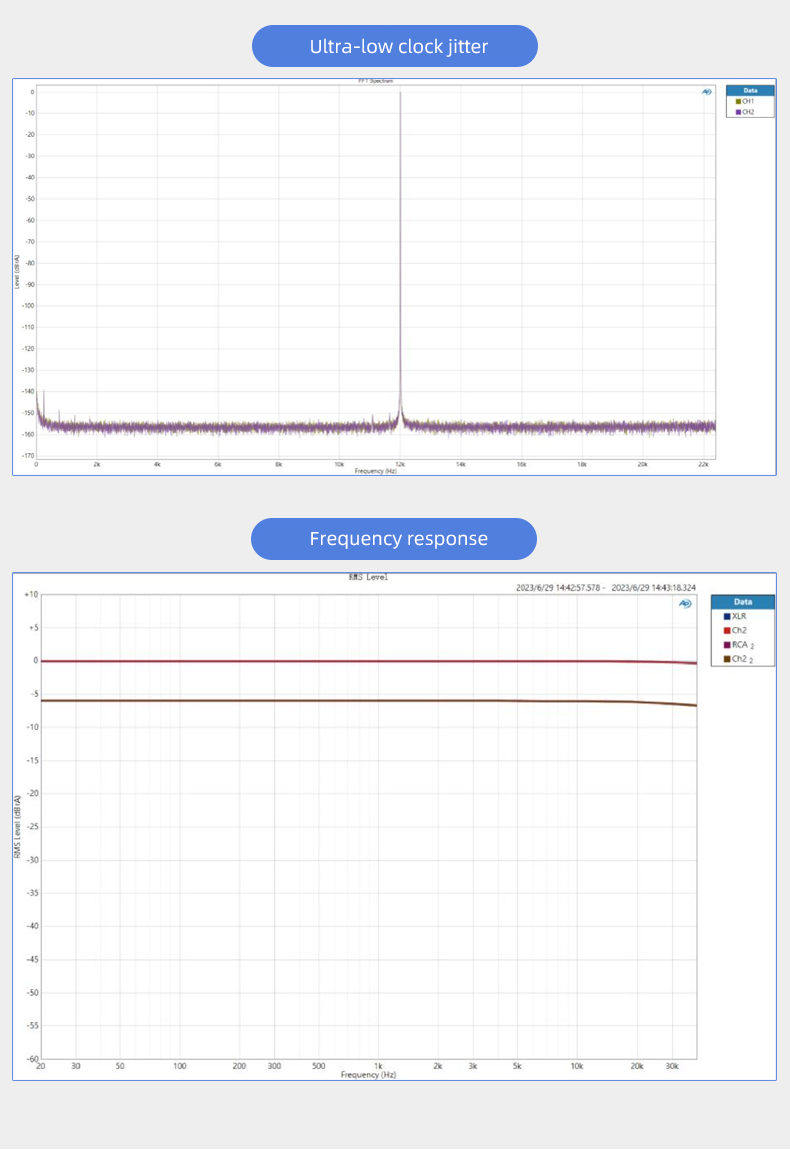 Ultra-low clock jitter
FFT Spectrum
Data
CH1
CH2
0
-10
-20
-30
-40
-50
-60
-70
-80
-90
-100
-110
-120
-130
-140
-150
-160
-170
Level (dBrA)
0 2k 4k 6k 8k 10k 12k 14k 16k 18k 20k 22k
Frequency (Hz)
Frequency response
RMS Level
2023/6/29 14:42:57.578 - 2023/6/29 14:43:18.324
Data
XLR
Ch2
RCA 2
Ch2 2
+10
+5
0
-5
-10
-15
-20
-25
-30
-35
-40
-45
-50
-55
-60
RMS Level (dBrA)
20 30 50 100 200 300 500 1k 2k 3k 5k 10k 20k 30k
Frequency (Hz)